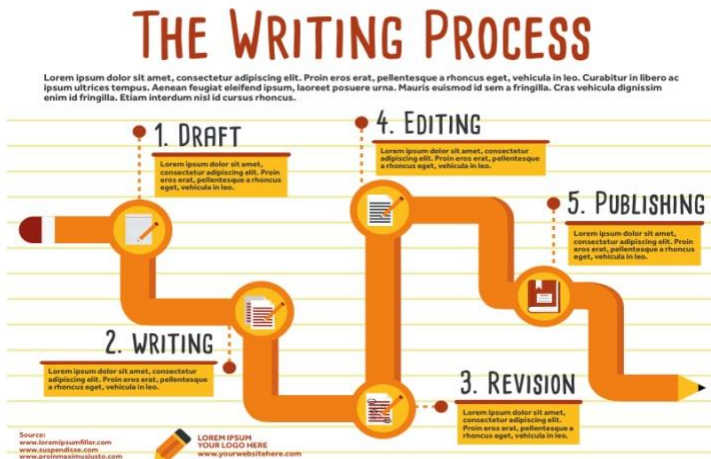 THE WRITING PROCESS
Lorem ipsum dolor sit amet, consectetur adipiscing elit. Proin eros erat, pellentesque a rhoncus eget, vehicula in leo. Curabitur in libero ac
ipsum ultrices tempus. Aenean feugiat eleifend ipsum, laoreet posuere urna. Mauris euismod id sem a fringilla. Cras vehicula dignissim
enim id fringilla. Etiam interdum nisl id cursus rhoncus.
1. DRAFT
Lorem ipsum dolor sit amet,
consectetur adipiscing elit. Proin
eros erat, pellentesque a rhoncus
eget, vehicula in leo.
2. WRITING
Lorem ipsum dolor sit amet, consectetur
adipiscing elit. Proin eros erat, pellentesque
a rhoncus eget, vehicula in leo.
3. REVISION
Lorem ipsum dolor sit amet,
consectetur adipiscing elit. Proin
eros erat, pellentesque a rhoncus
eget, vehicula in leo.
4. EDITING
Lorem ipsum dolor sit amet, consectetur
adipiscing elit. Proin eros erat, pellentesque
a rhoncus eget, vehicula in leo.
5. PUBLISHING
Lorem ipsum dolor sit amet,
consectetur adipiscing elit. Proin
eros erat, pellentesque a rhoncus
eget, vehicula in leo.
Source:
www.loremipsumfiller.com
www.suspendisse.com
www.proinmaximusjusto.com
LOREM IPSUM
YOUR LOGO HERE
www.yourwebsitehere.com